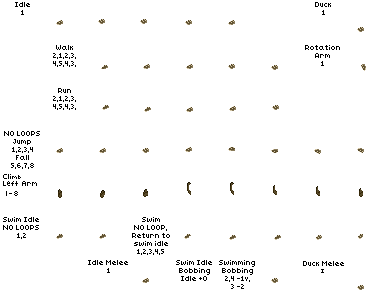 Idle
1
Duck
1
Walk
2,1,2,3,
4,5,4,3,
Rotation
Arm
1
Run
2,1,2,3,
4,5,4,3,
NO LOOPS
Jump
1,2,3,4
Fall
5,6,7,8
Climb
Left Arm
1-8
Swim Idle
NO LOOPS
1,2
Swim
NO LOOP,
Return to
swim idle
1,2,3,4,5
Idle Melee
1
Swim Idle
Bobbing
Idle +0
Swimming
Bobbing
2,4 -1v,
3 -2
Duck Melee
1